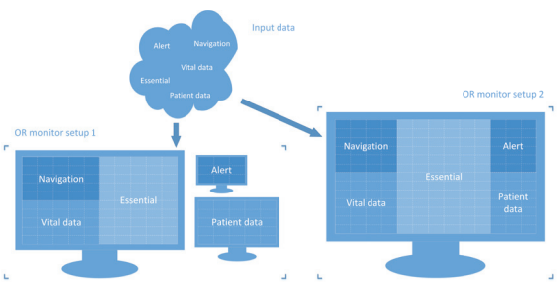 Input data
Alert
Navigation
Vital data
Essential
Patient data
OR monitor setup 1
Navigation
Essential
Vital data
Alert
Patient data
OR monitor setup 2
Navigation
Essential
Alert
Vital data
Patient
data